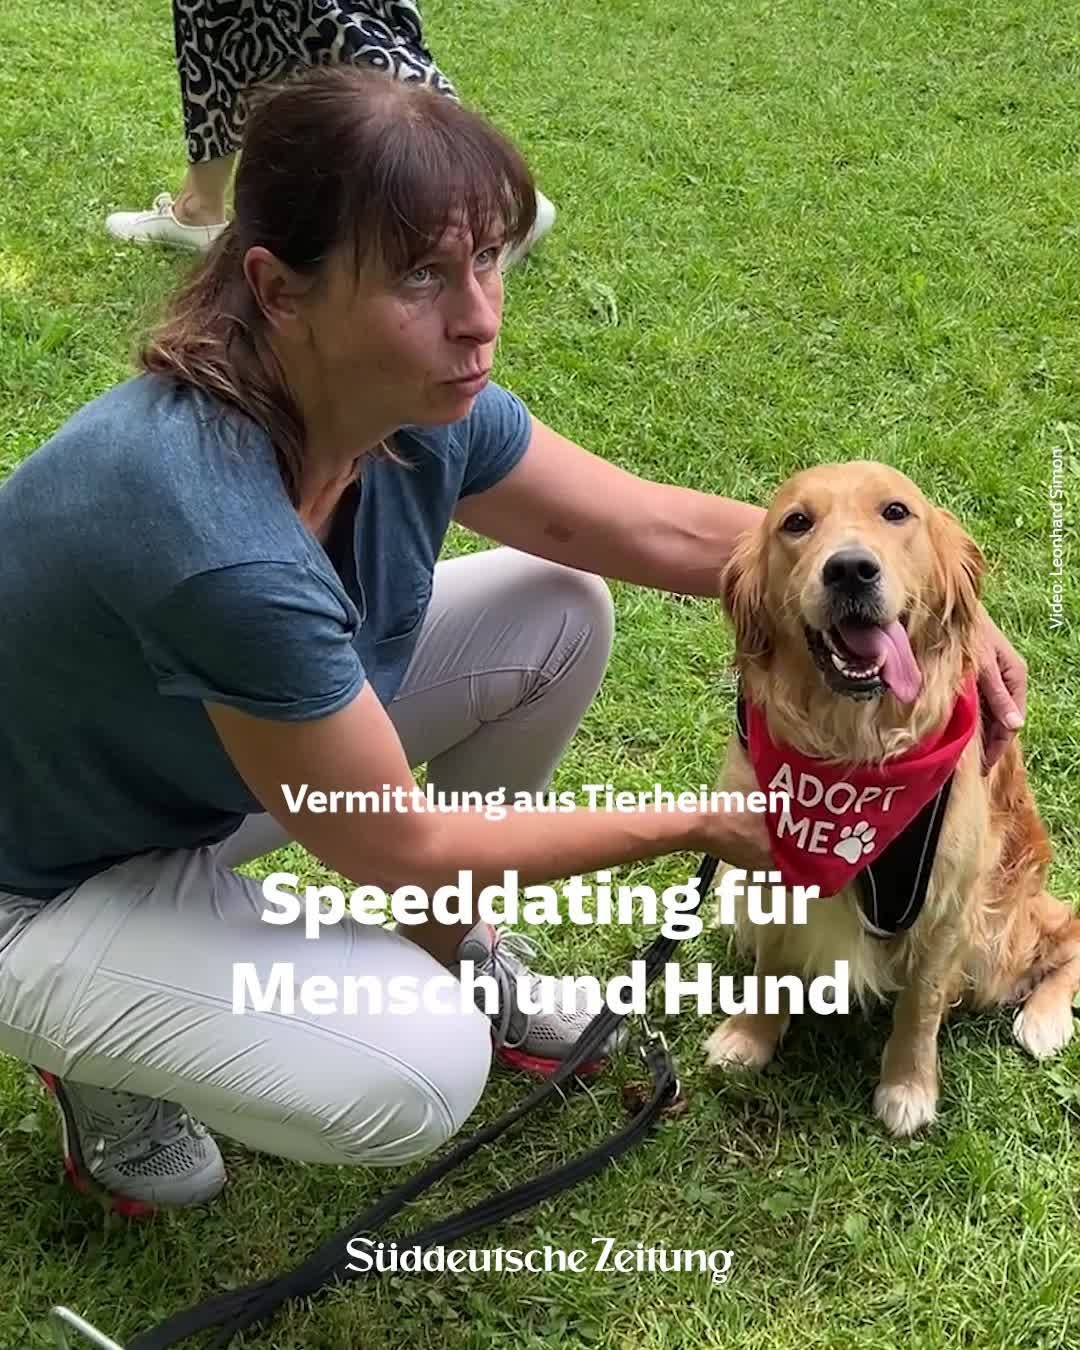 Video: Leonhard Simon
Vermittlung aus Tierheimen
ADOPT
ME
Speeddating für
Mensch und Hund
Süddeutsche Zeitung